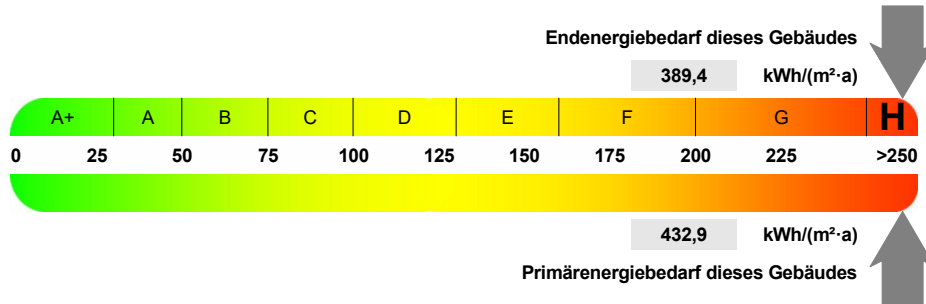 Endenergiebedarf dieses Gebäudes
389,4 kWh/(m²·a)
A+ A B C D E F G H
0 25 50 75 100 125 150 175 200 225 >250
432,9 kWh/(m²·a)
Primärenergiebedarf dieses Gebäudes